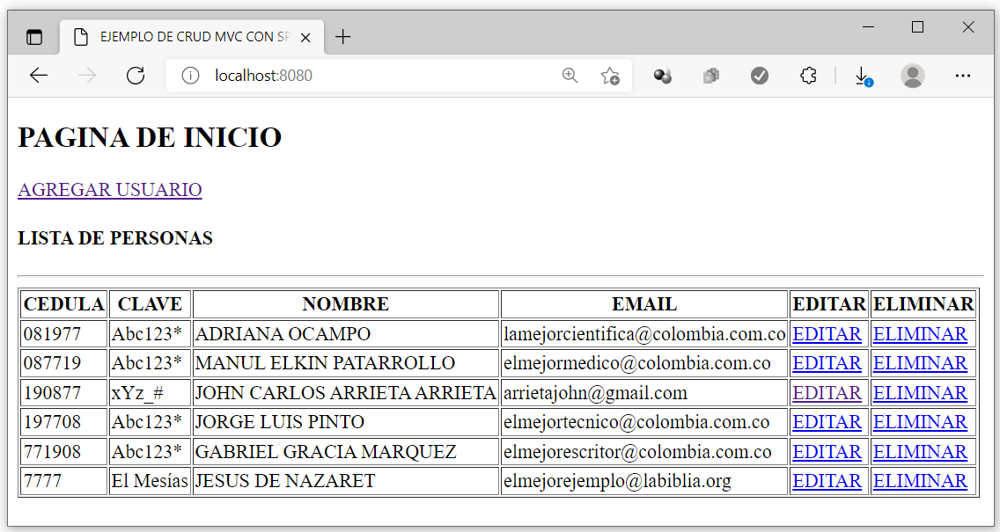 EJEMPLO DE CRUD MVC CON SP
localhost:8080
PAGINA DE INICIO
AGREGAR USUARIO
LISTA DE PERSONAS
CEDULA CLAVE NOMBRE EMAIL EDITAR ELIMINAR
081977 Abc123* ADRIANA OCAMPO lamejorcientifica@colombia.com.co EDITAR ELIMINAR
087719 Abc123* MANUL ELKIN PATARROLLO elmejormedico@colombia.com.co EDITAR ELIMINAR
190877 xYz_# JOHN CARLOS ARRIETA ARRIETA arrietajohn@gmail.com EDITAR ELIMINAR
197708 Abc123* JORGE LUIS PINTO elmejortecnico@colombia.com.co EDITAR ELIMINAR
771908 Abc123* GABRIEL GRACIA MARQUEZ elmejorescritor@colombia.com.co EDITAR ELIMINAR
7777 El Mesías JESUS DE NAZARET elmejorejemplo@labiblia.org EDITAR ELIMINAR